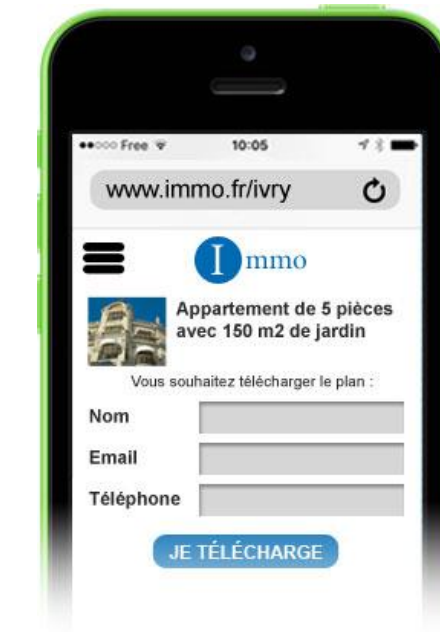 Free 10:05
www.immo.fr/ivry
Immo
Appartement de 5 pièces
avec 150 m2 de jardin
Vous souhaitez télécharger le plan :
Nom
Email
Téléphone
JE TÉLÉCHARGE